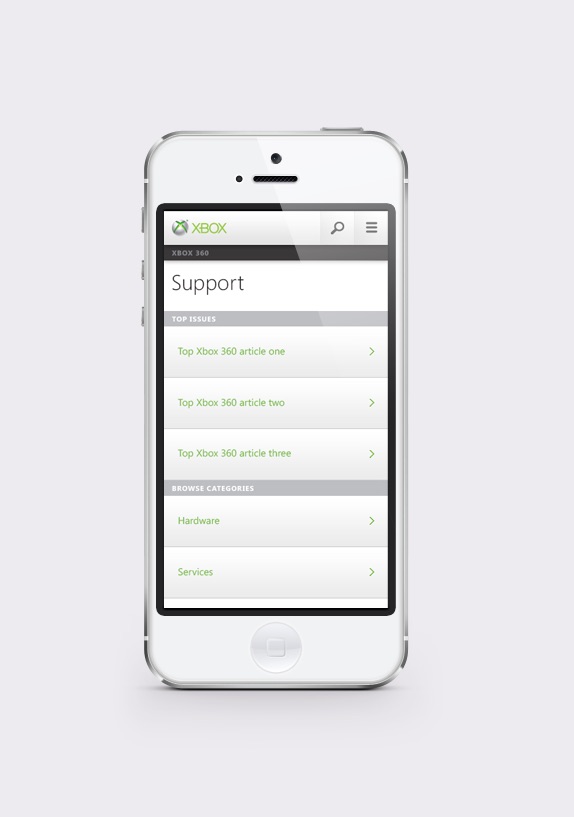 XBOX
XBOX 360
Support
TOP ISSUES
Top Xbox 360 article one
Top Xbox 360 article two
Top Xbox 360 article three
BROWSE CATEGORIES
Hardware
Services